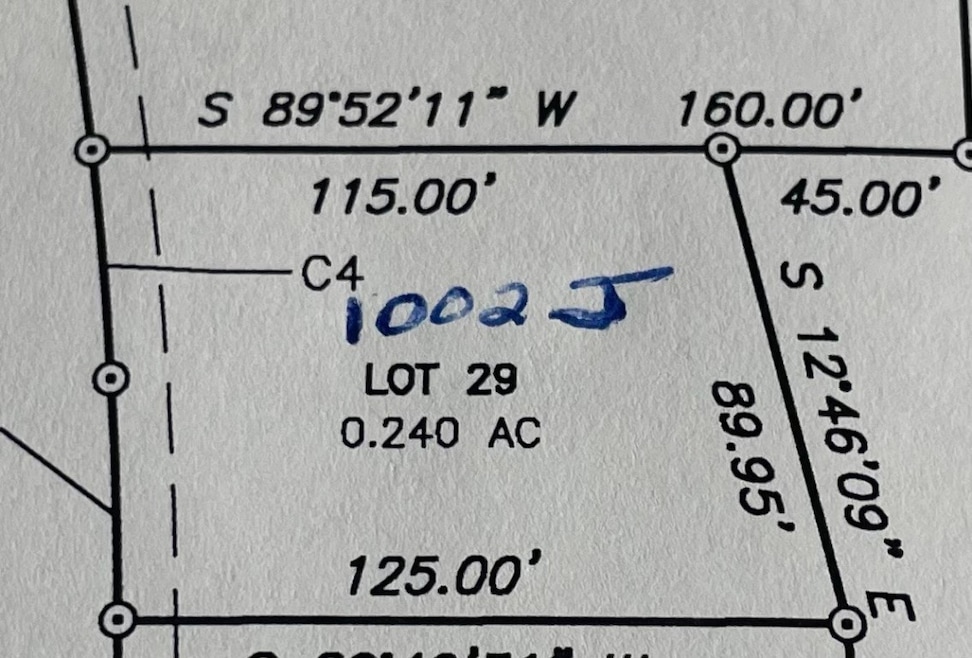 S 89°52'11" W 160.00'
115.00'
45.00'
C4
1002 J
S 12°46'09" E
89.95'
LOT 29
0.240 AC
125.00'